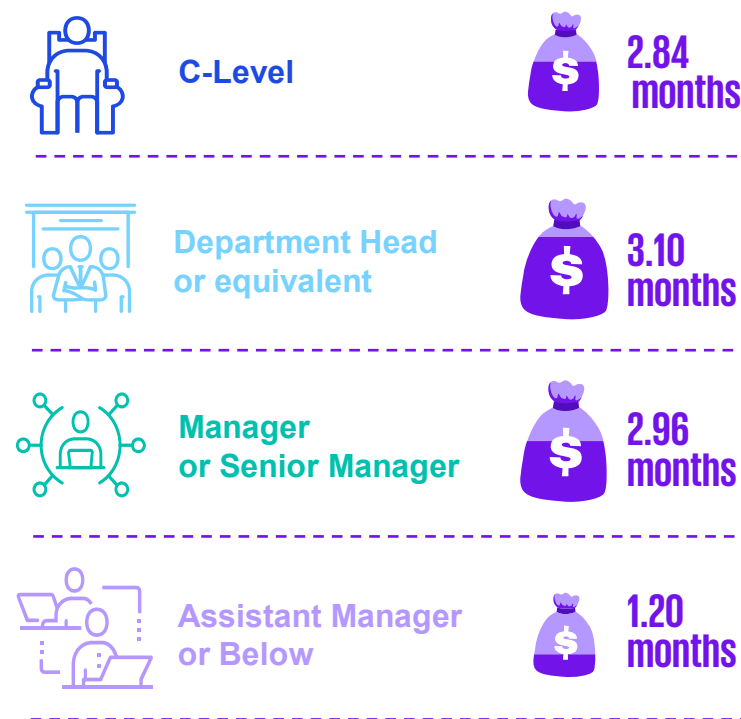 C-Level
$
2.84
months
Department Head
or equivalent
$
3.10
months
Manager
or Senior Manager
$
2.96
months
Assistant Manager
or Below
$
1.20
months